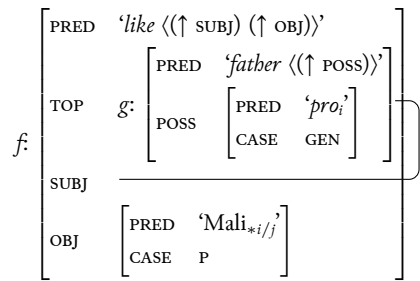 PRED ‘like ⟨(↑ SUBJ) (↑ OBJ)⟩’
PRED ‘father ⟨(↑ POSS)⟩’
TOP g:
PRED ‘proᵢ’
POSS
CASE GEN
f:
SUBJ
PRED ‘Mali∗i/j’
OBJ
CASE P